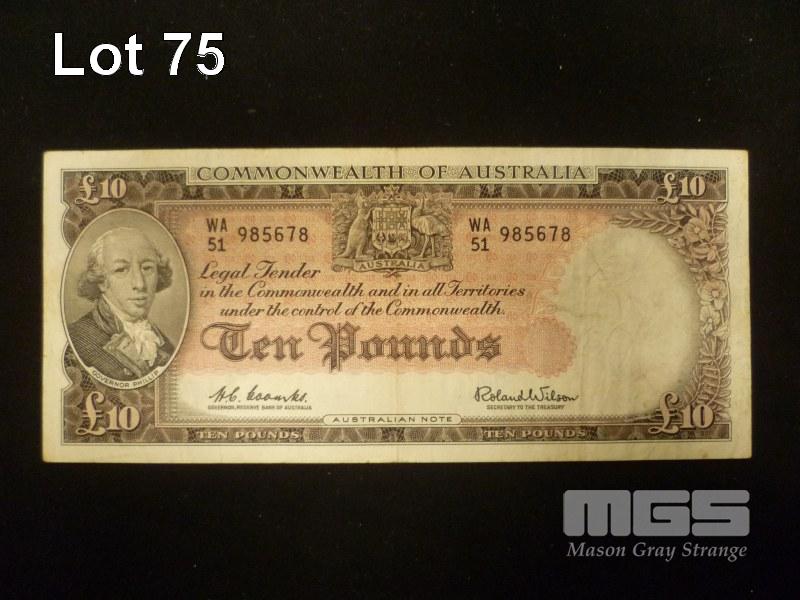 Lot 75
COMMONWEALTH OF AUSTRALIA
£10 £10
WA 51 985678 WA 51 985678
AUSTRALIA
Legal Tender
in the Commonwealth and in all Territories
under the control of the Commonwealth.
Ten Pounds
GOVERNOR PHILLIP
H.C. Coombs. Roland Wilson
GOVERNOR, RESERVE BANK OF AUSTRALIA SECRETARY TO THE TREASURY
£10 AUSTRALIAN NOTE £10
TEN POUNDS TEN POUNDS
MGS
Mason Gray Strange